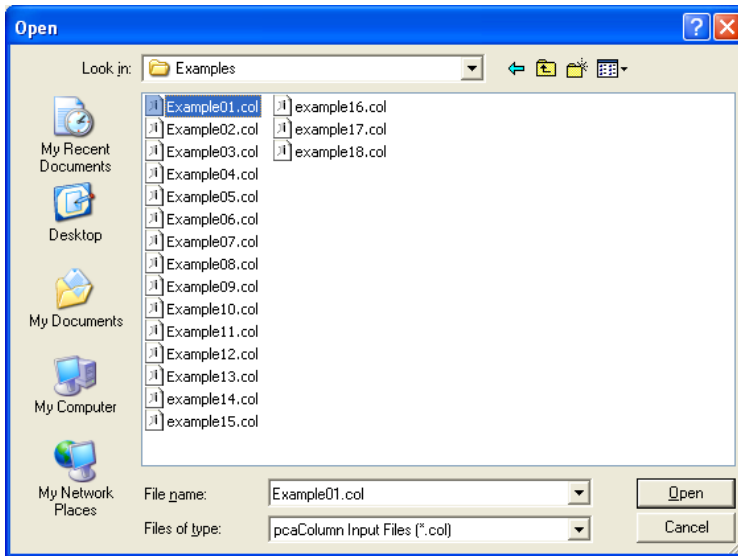 Open
Look in: Examples
My Recent Documents
Desktop
My Documents
My Computer
My Network Places
Example01.col
Example02.col
Example03.col
Example04.col
Example05.col
Example06.col
Example07.col
Example08.col
Example09.col
Example10.col
Example11.col
Example12.col
Example13.col
example14.col
example15.col
example16.col
example17.col
example18.col
File name: Example01.col Open
Files of type: pcaColumn Input Files (*.col) Cancel